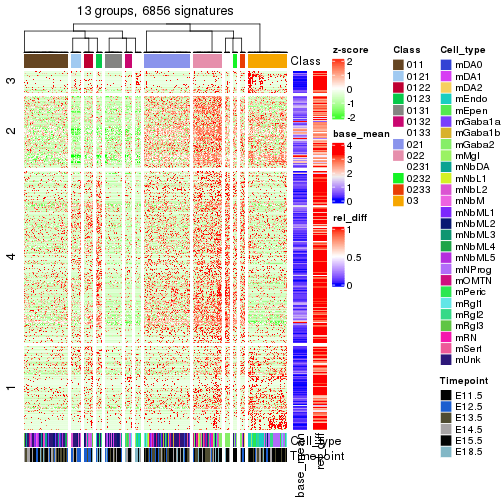 13 groups, 6856 signatures
Class
3
2
4
1
Cell_type
Timepoint
base_mean
rel_diff
z-score
2
1
0
-1
-2
base_mean
4
3
2
1
0
rel_diff
1
0.5
0
Class
011
0121
0122
0123
0131
0132
0133
021
022
0231
0232
0233
03
Cell_type
mDA0
mDA1
mDA2
mEndo
mEpen
mGaba1a
mGaba1b
mGaba2
mMgl
mNbDA
mNbL1
mNbL2
mNbM
mNbML1
mNbML2
mNbML3
mNbML4
mNbML5
mNProg
mOMTN
mPeric
mRgl1
mRgl2
mRgl3
mRN
mSert
mUnk
Timepoint
E11.5
E12.5
E13.5
E14.5
E15.5
E18.5